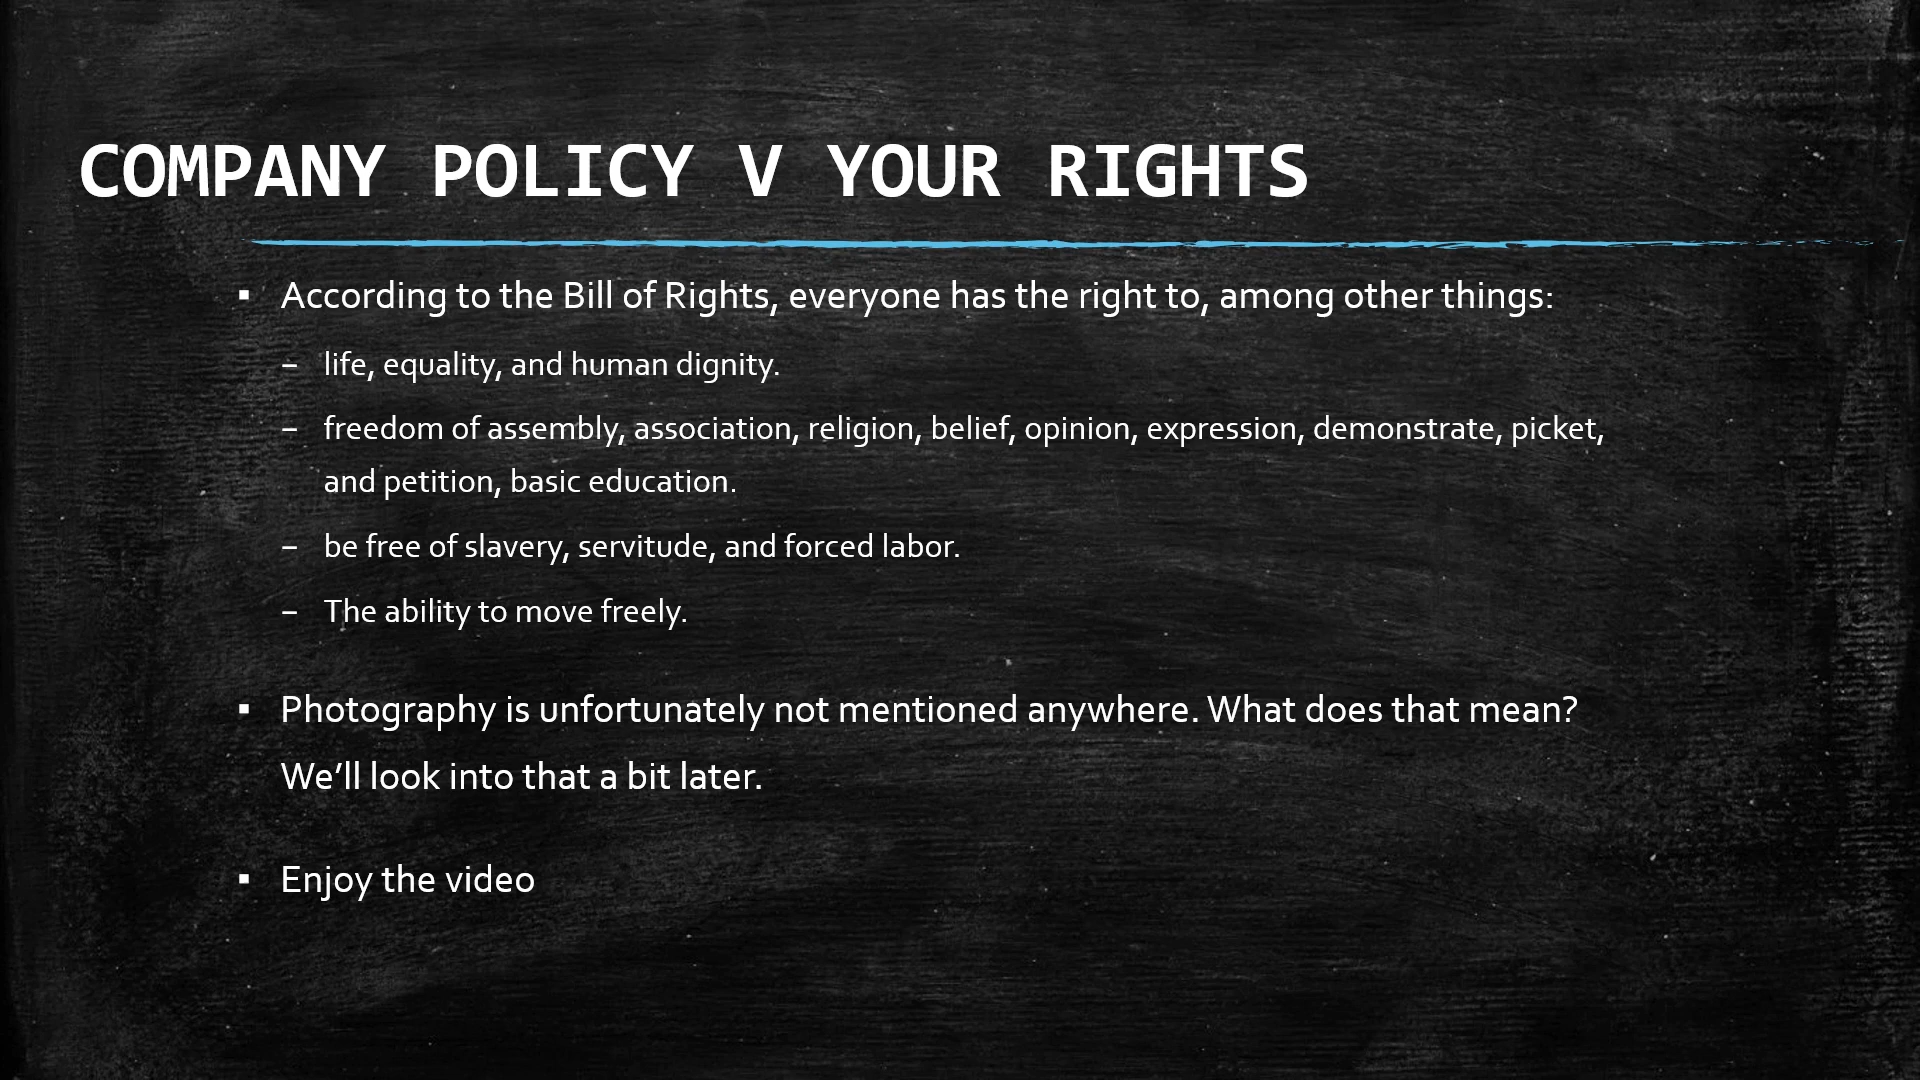 COMPANY POLICY V YOUR RIGHTS
▪ According to the Bill of Rights, everyone has the right to, among other things:
– life, equality, and human dignity.
– freedom of assembly, association, religion, belief, opinion, expression, demonstrate, picket,
and petition, basic education.
– be free of slavery, servitude, and forced labor.
– The ability to move freely.
▪ Photography is unfortunately not mentioned anywhere. What does that mean?
We’ll look into that a bit later.
▪ Enjoy the video